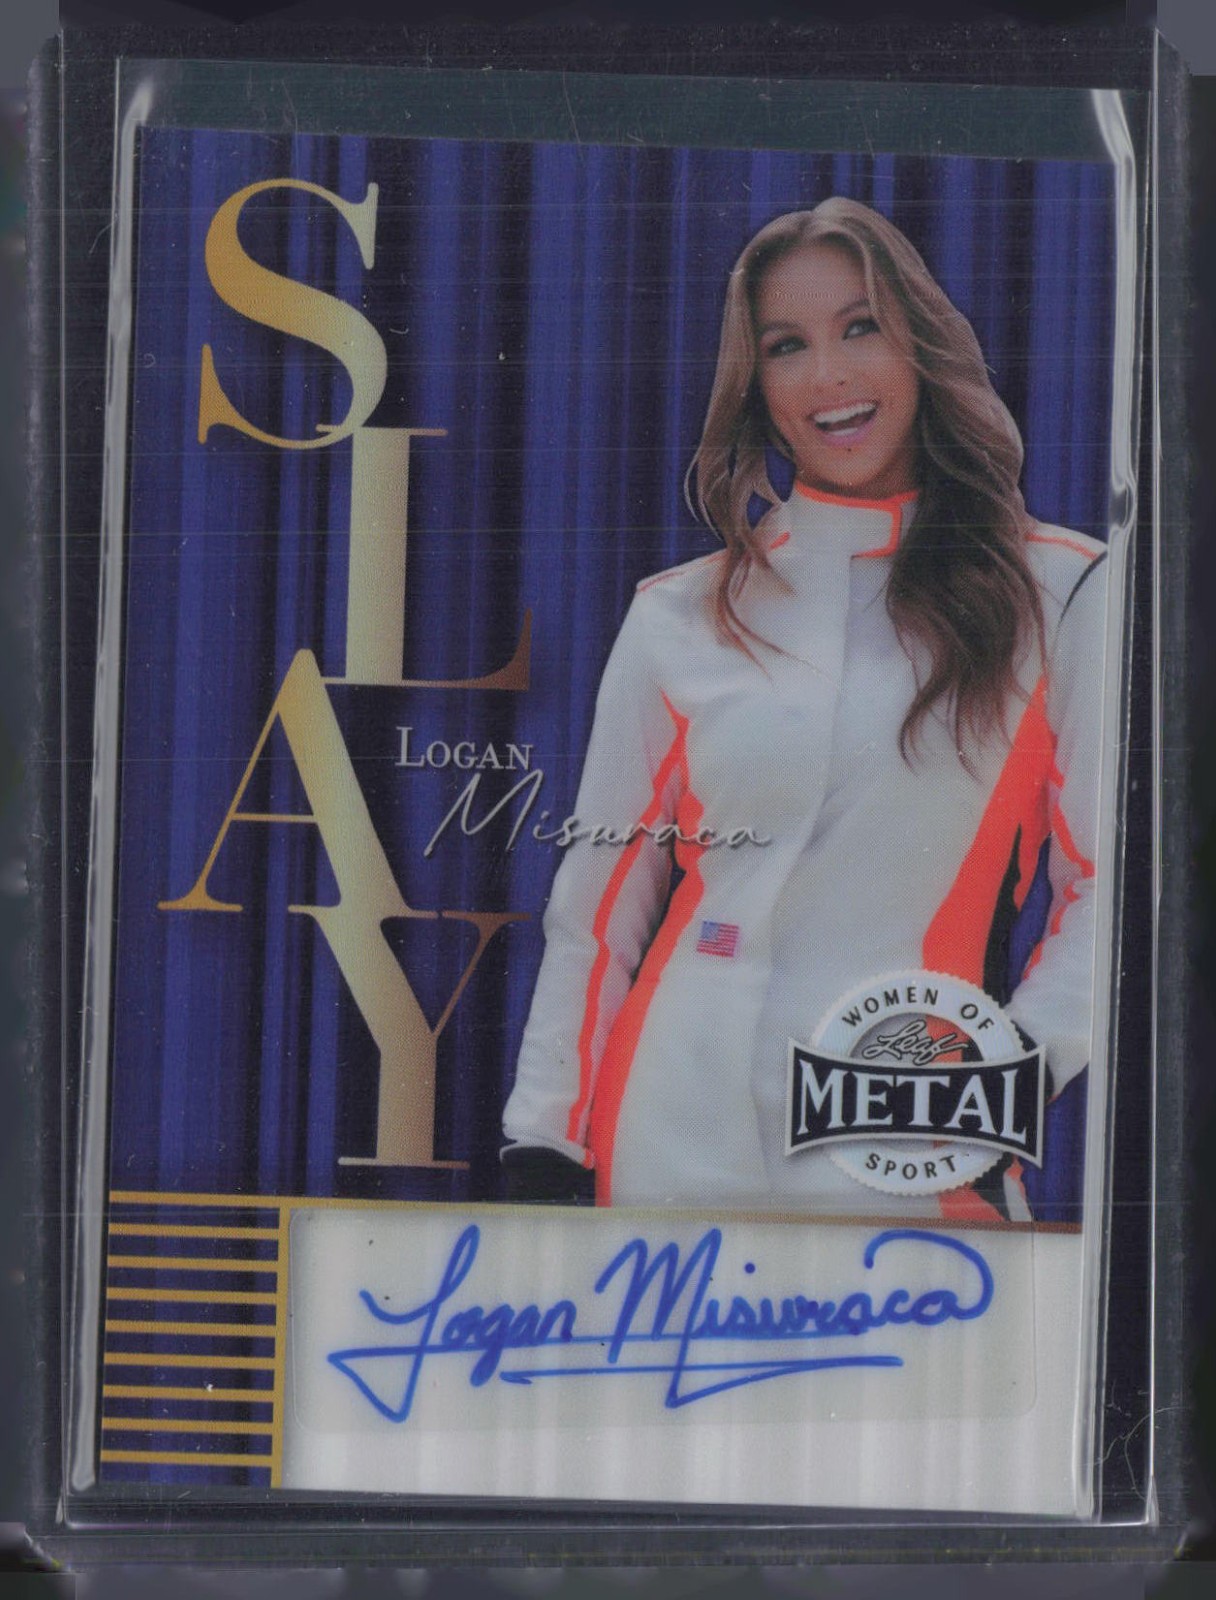 SLAY
LOGAN
Misuraca
WOMEN OF
Leaf
METAL
SPORT
Logan Misuraca